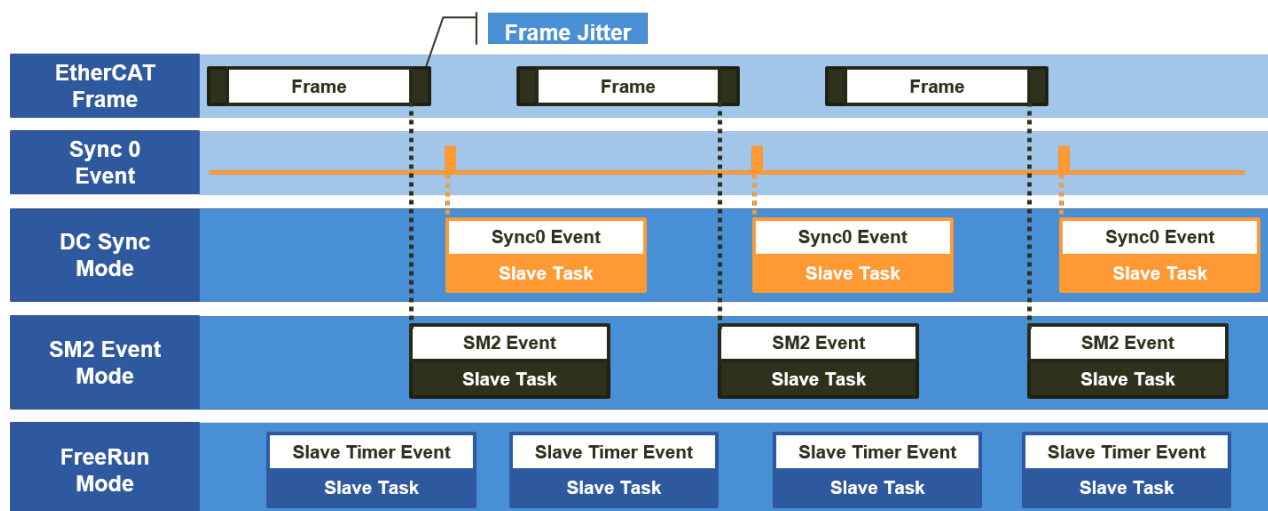 Frame Jitter
EtherCAT
Frame
Frame
Frame
Frame
Sync 0
Event
DC Sync
Mode
Sync0 Event
Slave Task
Sync0 Event
Slave Task
Sync0 Event
Slave Task
SM2 Event
Mode
SM2 Event
Slave Task
SM2 Event
Slave Task
SM2 Event
Slave Task
FreeRun
Mode
Slave Timer Event
Slave Task
Slave Timer Event
Slave Task
Slave Timer Event
Slave Task
Slave Timer Event
Slave Task